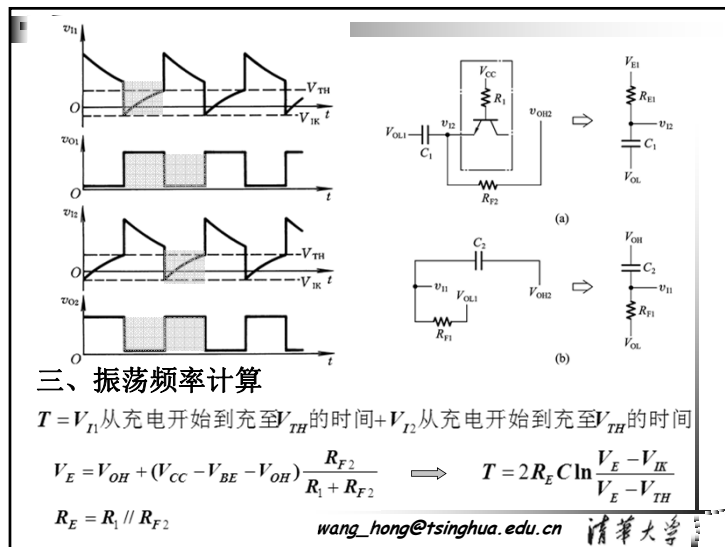 v_I1
V_TH
O
V_IK
t
v_O1
O
t
v_I2
V_TH
O
V_IK
t
v_O2
O
t
V_CC
R_1
v_I2
v_OH2
V_OL1
C_1
R_F2
V_E1
R_E1
v_I2
C_1
V_OL
(a)
C_2
v_I1
V_OL1
V_OH2
R_F1
V_OH
C_2
v_I1
R_F1
V_OL
(b)
三、振荡频率计算
T = V_I1从充电开始到充至V_TH的时间+V_I2从充电开始到充至V_TH的时间
V_E = V_OH + (V_CC − V_BE − V_OH) R_F2 / (R_1 + R_F2)
T = 2R_E C ln (V_E − V_IK) / (V_E − V_TH)
R_E = R_1 // R_F2
wang_hong@tsinghua.edu.cn 清华大学